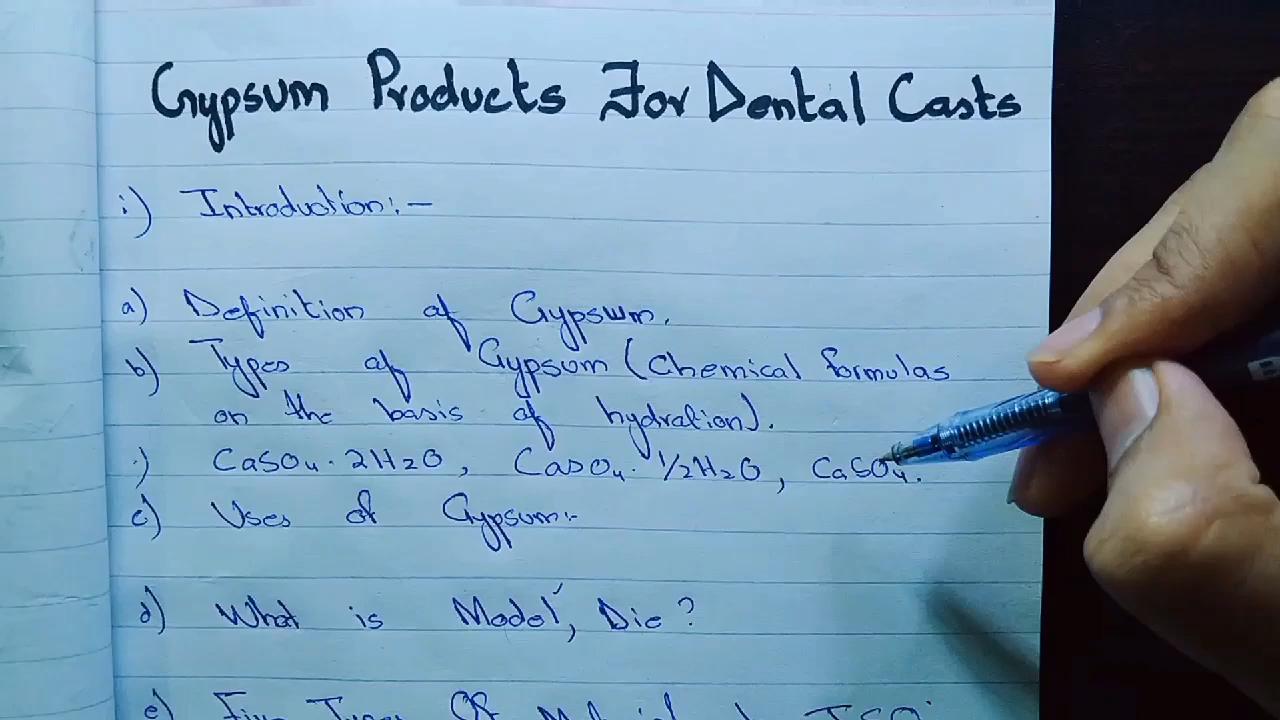 Gypsum Products For Dental Casts
i:) Introduction:-
a) Definition of Gypsum.
b) Types of Gypsum (Chemical formulas
on the basis of hydration).
·) CaSO₄·2H₂O, CaSO₄·1/2H₂O, CaSO₄.
c) Uses of Gypsum:-
d) What is Model, Die?
e)